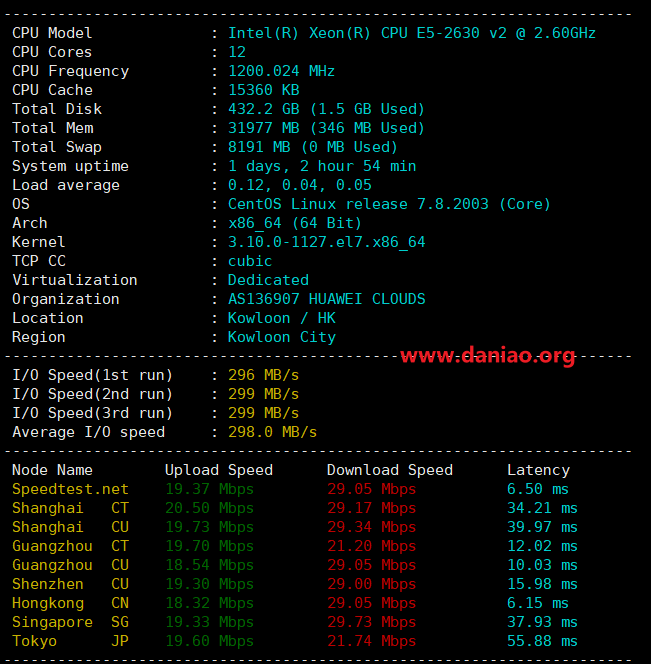 CPU Model : Intel(R) Xeon(R) CPU E5-2630 v2 @ 2.60GHz
CPU Cores : 12
CPU Frequency : 1200.024 MHz
CPU Cache : 15360 KB
Total Disk : 432.2 GB (1.5 GB Used)
Total Mem : 31977 MB (346 MB Used)
Total Swap : 8191 MB (0 MB Used)
System uptime : 1 days, 2 hour 54 min
Load average : 0.12, 0.04, 0.05
OS : CentOS Linux release 7.8.2003 (Core)
Arch : x86_64 (64 Bit)
Kernel : 3.10.0-1127.el7.x86_64
TCP CC : cubic
Virtualization : Dedicated
Organization : AS136907 HUAWEI CLOUDS
Location : Kowloon / HK
Region : Kowloon City
www.daniao.org
I/O Speed(1st run) : 296 MB/s
I/O Speed(2nd run) : 299 MB/s
I/O Speed(3rd run) : 299 MB/s
Average I/O speed : 298.0 MB/s
Node Name Upload Speed Download Speed Latency
Speedtest.net 19.37 Mbps 29.05 Mbps 6.50 ms
Shanghai CT 20.50 Mbps 29.17 Mbps 34.21 ms
Shanghai CU 19.73 Mbps 29.34 Mbps 39.97 ms
Guangzhou CT 19.70 Mbps 21.20 Mbps 12.02 ms
Guangzhou CU 18.54 Mbps 29.05 Mbps 10.03 ms
Shenzhen CU 19.30 Mbps 29.00 Mbps 15.98 ms
Hongkong CN 18.32 Mbps 29.05 Mbps 6.15 ms
Singapore SG 19.33 Mbps 29.73 Mbps 37.93 ms
Tokyo JP 19.60 Mbps 21.74 Mbps 55.88 ms